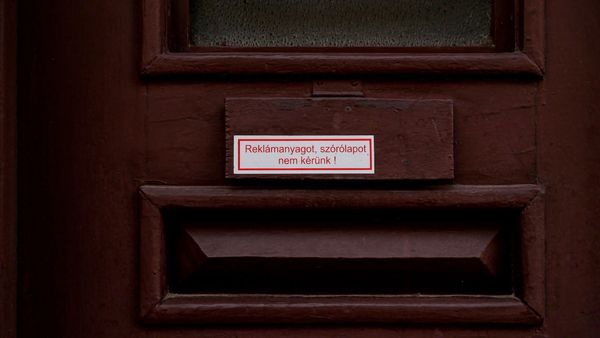 Reklámanyagot, szórólapot
nem kérünk !